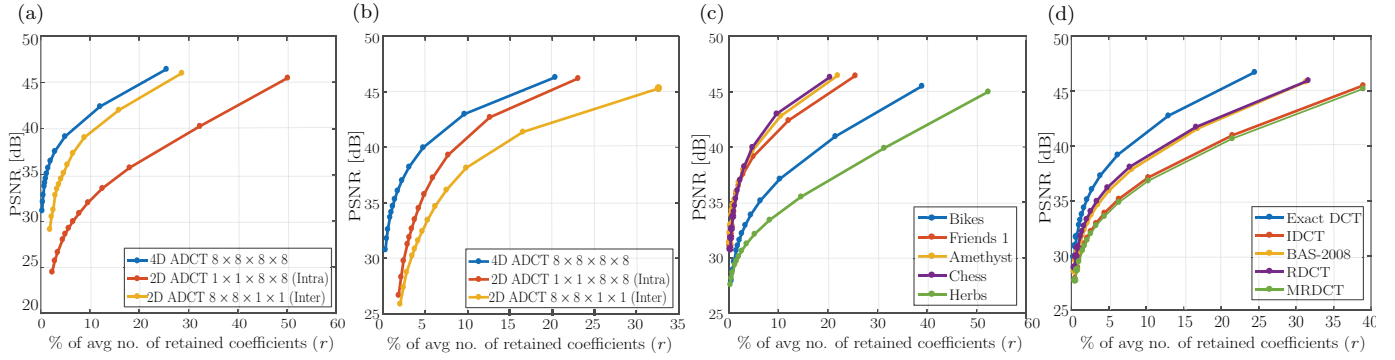 (a)
50
45
40
35
30
25
20
PSNR [dB]
0 10 20 30 40 50 60
% of avg no. of retained coefficients (r)
4D ADCT 8 × 8 × 8 × 8
2D ADCT 1 × 1 × 8 × 8 (Intra)
2D ADCT 8 × 8 × 1 × 1 (Inter)
(b)
50
45
40
35
30
25
PSNR [dB]
0 5 10 15 20 25 30 35
% of avg no. of retained coefficients (r)
4D ADCT 8 × 8 × 8 × 8
2D ADCT 1 × 1 × 8 × 8 (Intra)
2D ADCT 8 × 8 × 1 × 1 (Inter)
(c)
50
45
40
35
30
25
PSNR [dB]
0 10 20 30 40 50 60
% of avg no. of retained coefficients (r)
Bikes
Friends 1
Amethyst
Chess
Herbs
(d)
50
45
40
35
30
25
PSNR [dB]
0 5 10 15 20 25 30 35 40
% of avg no. of retained coefficients (r)
Exact DCT
IDCT
BAS-2008
RDCT
MRDCT